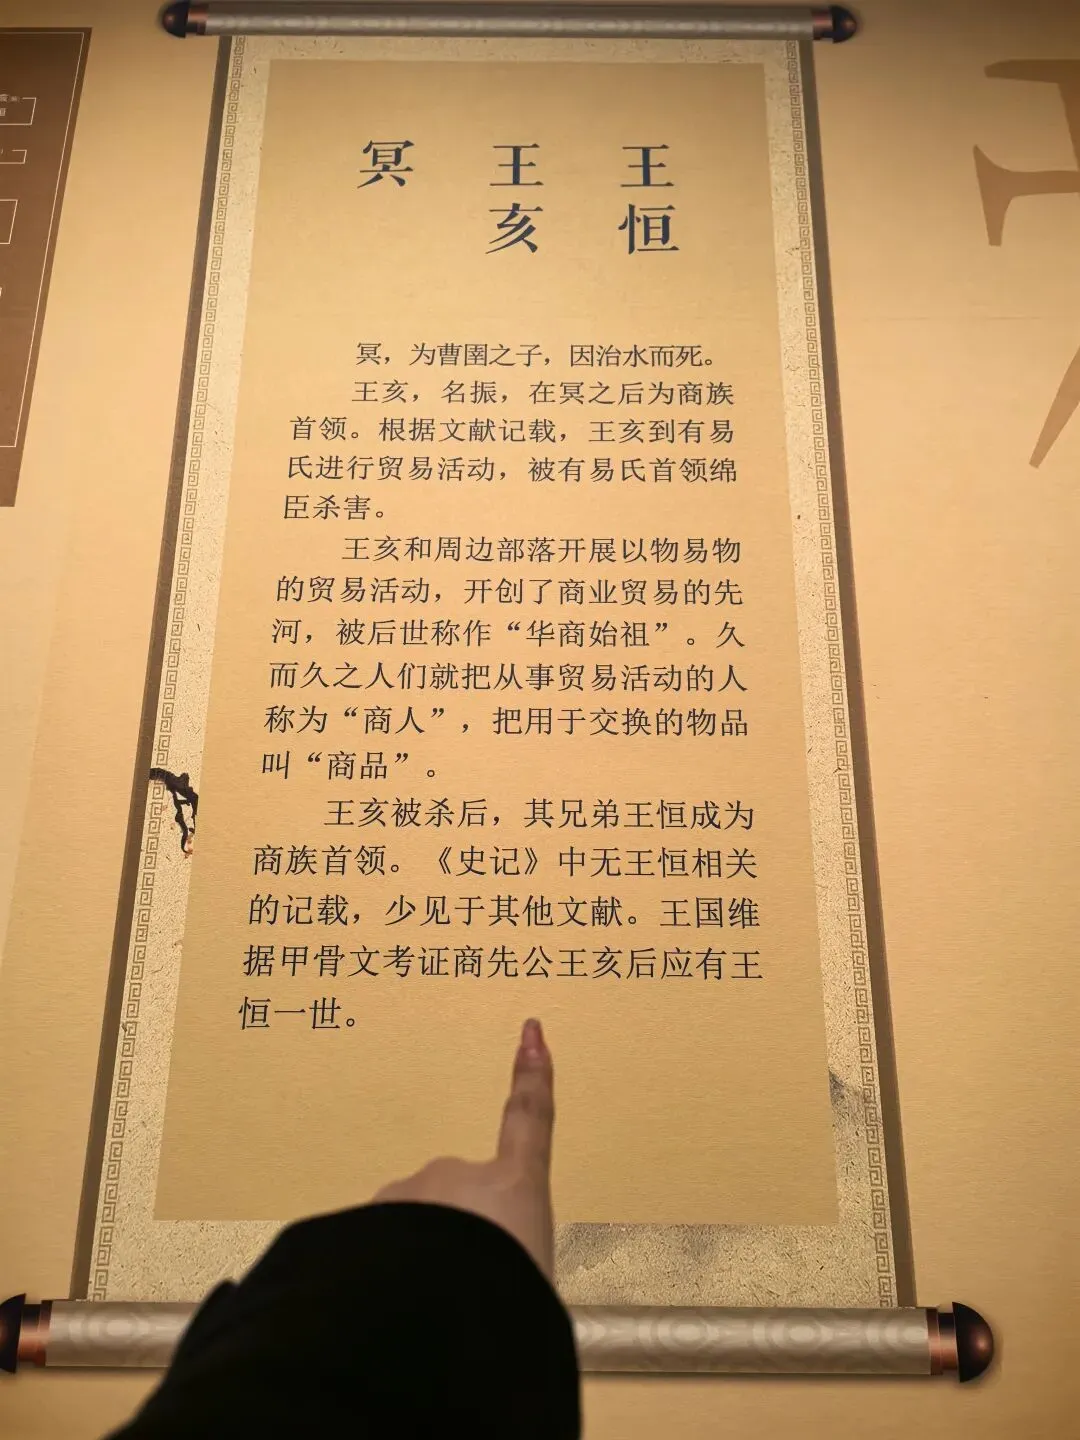 冥
王亥
王恒
冥，为曹圉之子，因治水而死。
王亥，名振，在冥之后为商族
首领。根据文献记载，王亥到有易
氏进行贸易活动，被有易氏首领绵
臣杀害。
王亥和周边部落开展以物易物
的贸易活动，开创了商业贸易的先
河，被后世称作“华商始祖”。久
而久之人们就把从事贸易活动的人
称为“商人”，把用于交换的物品
叫“商品”。
王亥被杀后，其兄弟王恒成为
商族首领。《史记》中无王恒相关
的记载，少见于其他文献。王国维
据甲骨文考证商先公王亥后应有王
恒一世。